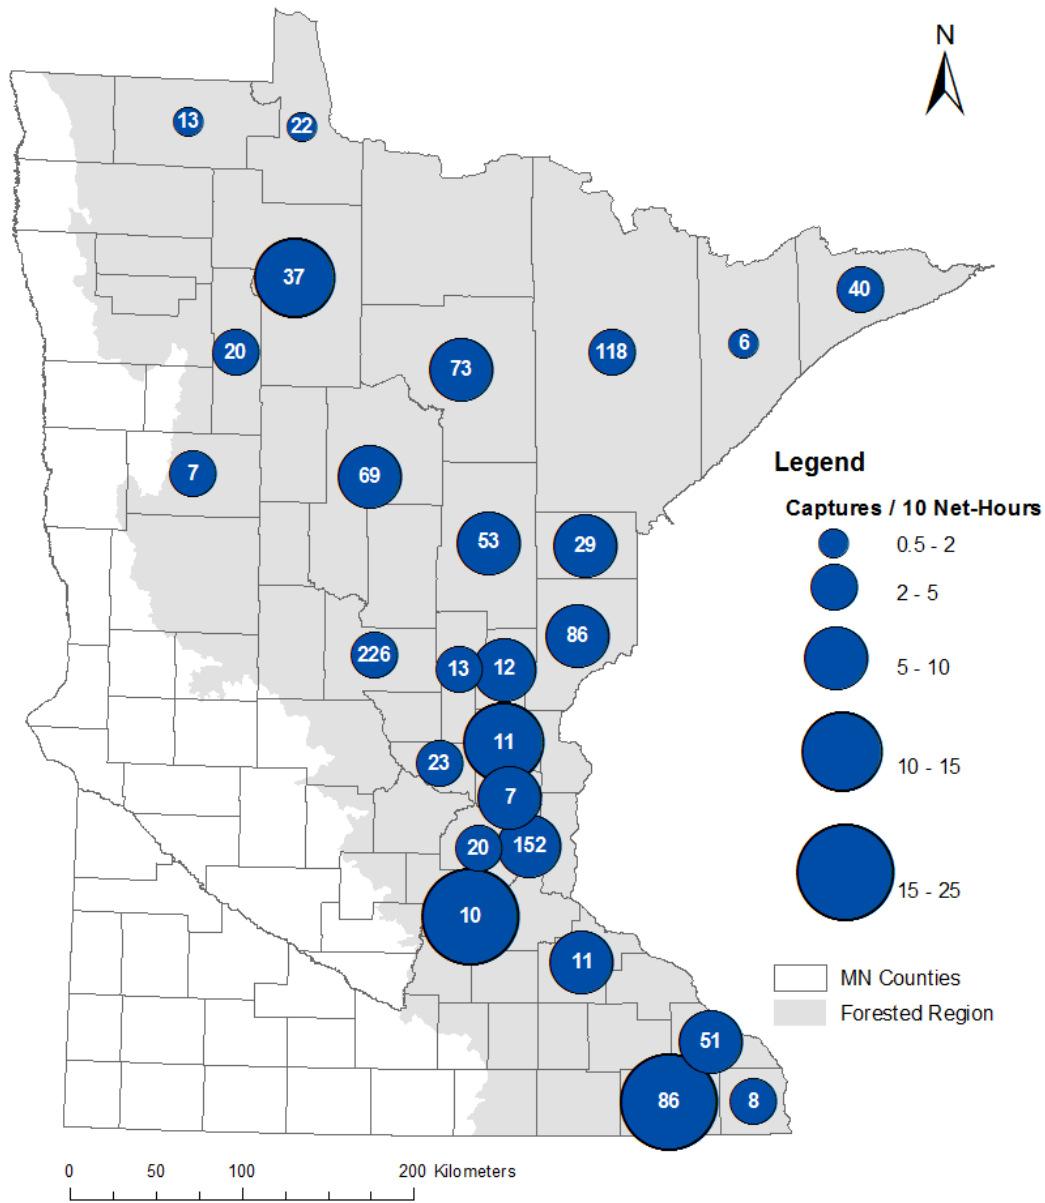 N
13
22
37
40
20
73
118
6
7
69
Legend
Captures / 10 Net-Hours
53
29
0.5 - 2
2 - 5
86
226
13
12
5 - 10
11
23
10 - 15
7
20
152
15 - 25
10
11
MN Counties
Forested Region
51
86
8
0 50 100 200 Kilometers